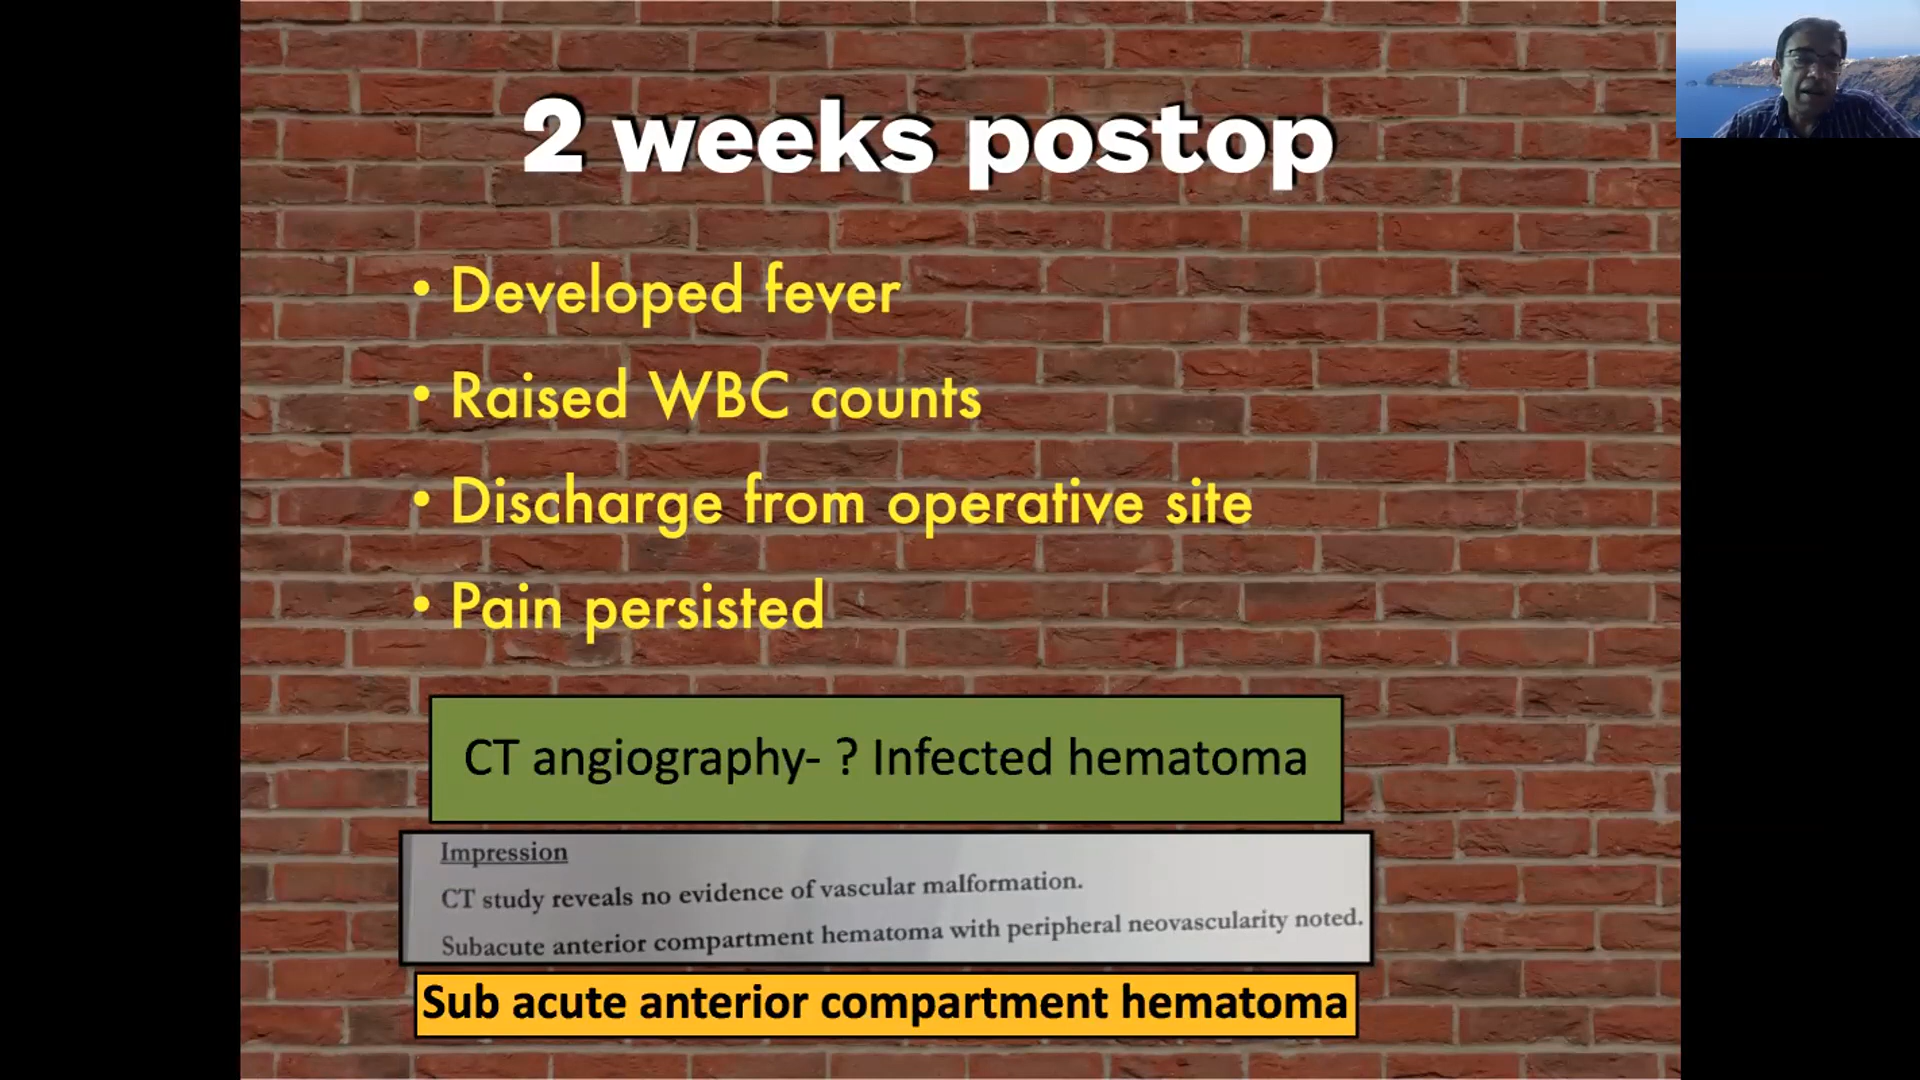 2 weeks postop
• Developed fever
• Raised WBC counts
• Discharge from operative site
• Pain persisted
CT angiography- ? Infected hematoma
Impression
CT study reveals no evidence of vascular malformation.
Subacute anterior compartment hematoma with peripheral neovascularity noted.
Sub acute anterior compartment hematoma